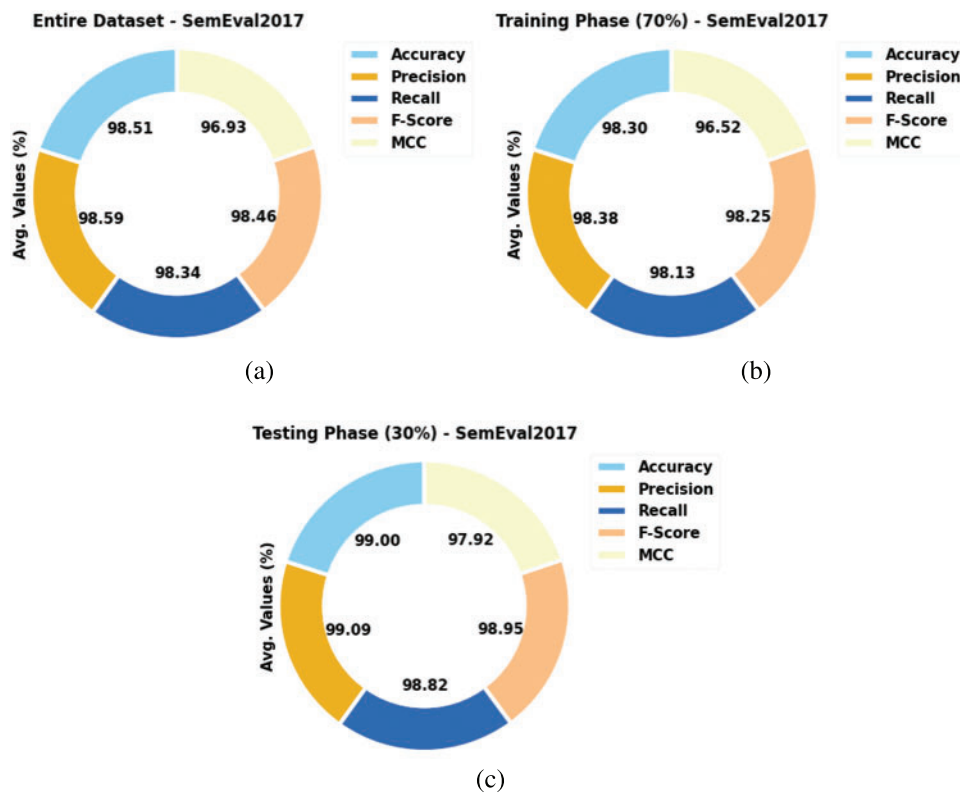 Entire Dataset - SemEval2017
Avg. Values (%)
98.51
96.93
98.59
98.46
98.34
Accuracy
Precision
Recall
F-Score
MCC
(a)
Training Phase (70%) - SemEval2017
Avg. Values (%)
98.30
96.52
98.38
98.25
98.13
Accuracy
Precision
Recall
F-Score
MCC
(b)
Testing Phase (30%) - SemEval2017
Avg. Values (%)
99.00
97.92
99.09
98.95
98.82
Accuracy
Precision
Recall
F-Score
MCC
(c)